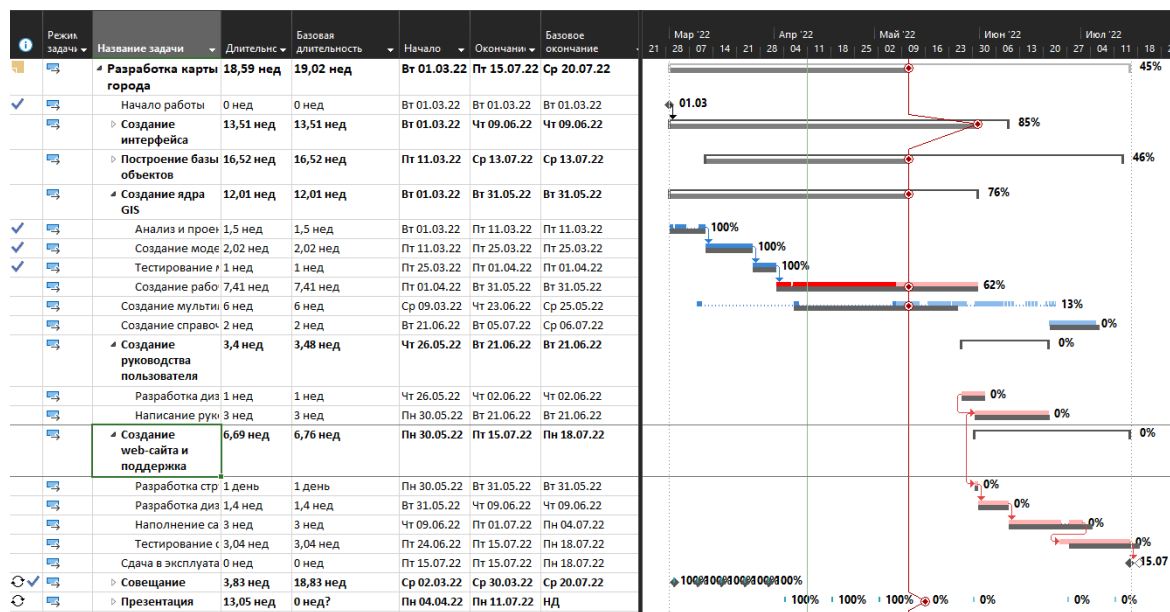 Режим задачи
Название задачи
Длительнс
Базовая длительность
Начало
Окончани
Базовое окончание
Мар '22 Апр '22 Май '22 Июн '22 Июл '22
21 28 07 14 21 28 04 11 18 25 02 09 16 23 30 06 13 20 27 04 11 18
Разработка карты 18,59 нед 19,02 нед Вт 01.03.22 Пт 15.07.22 Ср 20.07.22 45%
города
Начало работы 0 нед 0 нед Вт 01.03.22 Вт 01.03.22 Вт 01.03.22 01.03
Создание 13,51 нед 13,51 нед Вт 01.03.22 Чт 09.06.22 Чт 09.06.22 85%
интерфейса
Построение базы 16,52 нед 16,52 нед Пт 11.03.22 Ср 13.07.22 Ср 13.07.22 46%
объектов
Создание ядра 12,01 нед 12,01 нед Вт 01.03.22 Вт 31.05.22 Вт 31.05.22 76%
GIS
Анализ и проек 1,5 нед 1,5 нед Вт 01.03.22 Пт 11.03.22 Пт 11.03.22 100%
Создание моде 2,02 нед 2,02 нед Пт 11.03.22 Пт 25.03.22 Пт 25.03.22 100%
Тестирование 1 нед 1 нед Пт 25.03.22 Пт 01.04.22 Пт 01.04.22 100%
Создание рабо 7,41 нед 7,41 нед Пт 01.04.22 Вт 31.05.22 Вт 31.05.22 62%
Создание мульти 6 нед 6 нед Ср 09.03.22 Чт 23.06.22 Ср 25.05.22 13%
Создание справоч 2 нед 2 нед Вт 21.06.22 Вт 05.07.22 Ср 06.07.22 0%
Создание 3,4 нед 3,48 нед Чт 26.05.22 Вт 21.06.22 Вт 21.06.22 0%
руководства
пользователя
Разработка диз 1 нед 1 нед Чт 26.05.22 Чт 02.06.22 Чт 02.06.22 0%
Написание рук 3 нед 3 нед Пн 30.05.22 Вт 21.06.22 Вт 21.06.22 0%
Создание 6,69 нед 6,76 нед Пн 30.05.22 Пт 15.07.22 Пн 18.07.22 0%
web-сайта и
поддержка
Разработка стр 1 день 1 день Пн 30.05.22 Вт 31.05.22 Вт 31.05.22 0%
Разработка диз 1,4 нед 1,4 нед Вт 31.05.22 Чт 09.06.22 Чт 09.06.22 0%
Наполнение са 3 нед 3 нед Чт 09.06.22 Пт 01.07.22 Пн 04.07.22 0%
Тестирование с 3,04 нед 3,04 нед Пт 24.06.22 Пт 15.07.22 Пн 18.07.22 0%
Сдача в эксплуата 0 нед 0 нед Пт 15.07.22 Пт 15.07.22 Пн 18.07.22 15.07
Совещание 3,83 нед 18,83 нед Ср 02.03.22 Ср 30.03.22 Ср 20.07.22 100% 100% 100% 100% 100%
Презентация 13,05 нед 0 нед? Пн 04.04.22 Пн 11.07.22 НД 100% 100% 100% 0% 0% 0% 0% 0%